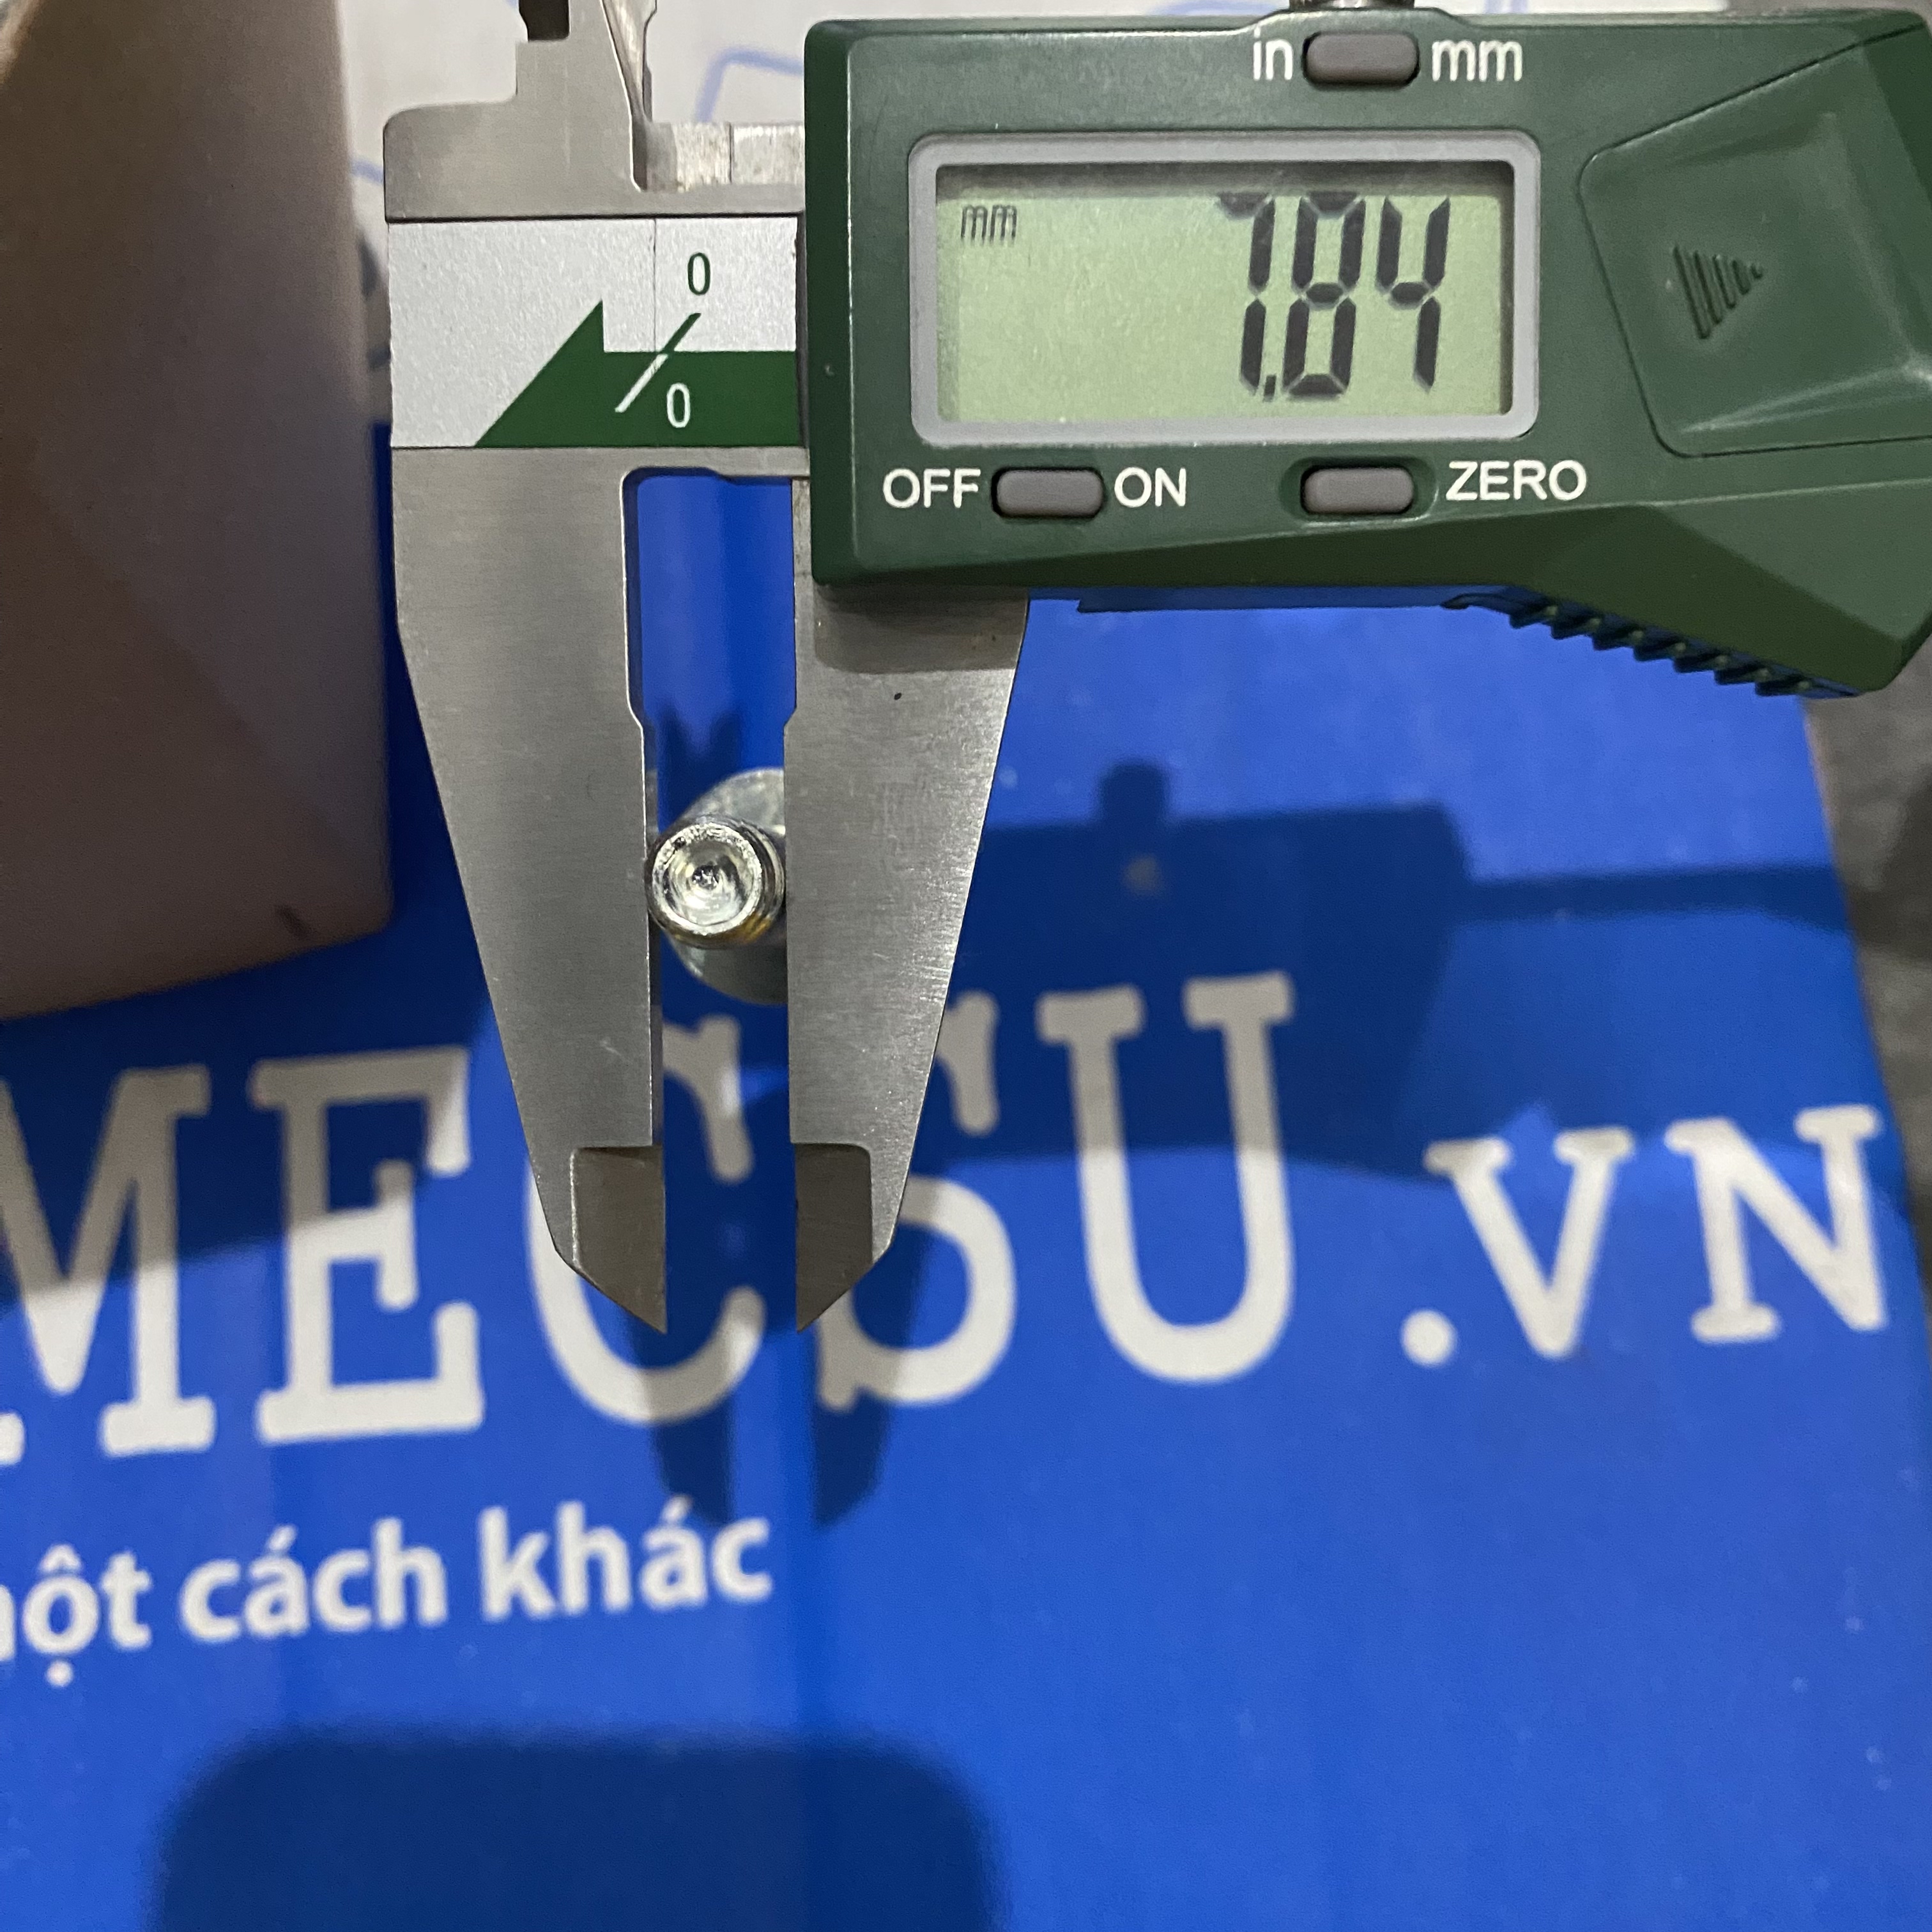 in mm
mm
7.84
0
0
OFF ON ZERO
MECSU.VN
một cách khác